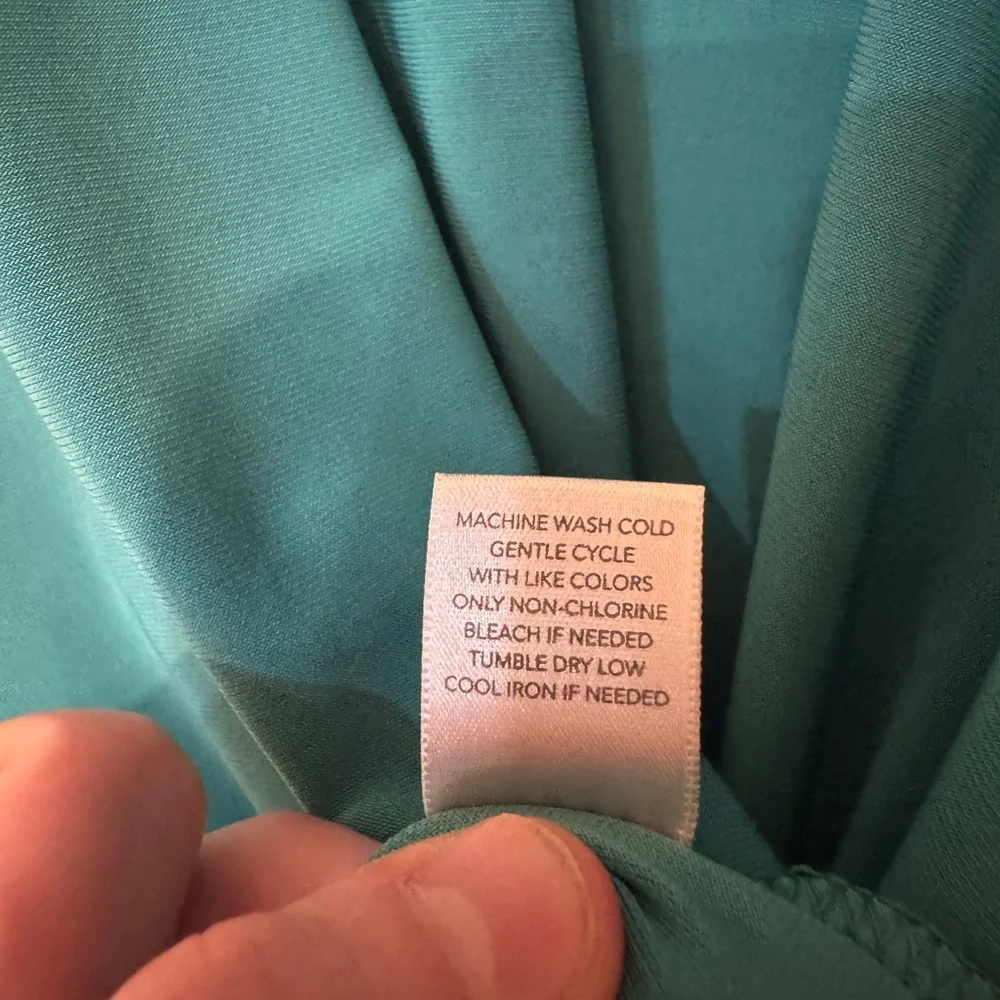 MACHINE WASH COLD
GENTLE CYCLE
WITH LIKE COLORS
ONLY NON-CHLORINE
BLEACH IF NEEDED
TUMBLE DRY LOW
COOL IRON IF NEEDED